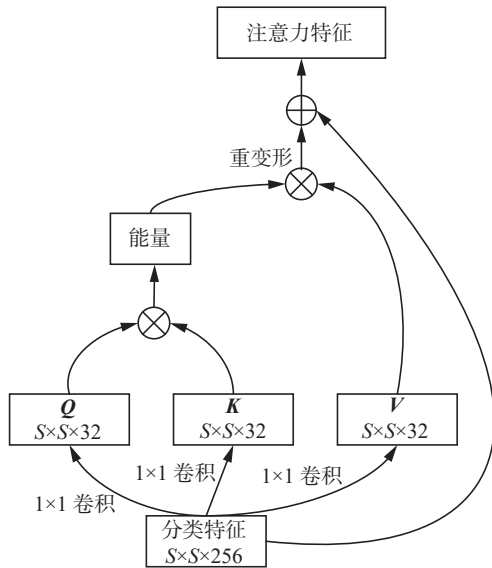 注意力特征
重变形
能量
Q
S×S×32
K
S×S×32
V
S×S×32
1×1 卷积
1×1 卷积
1×1 卷积
分类特征
S×S×256